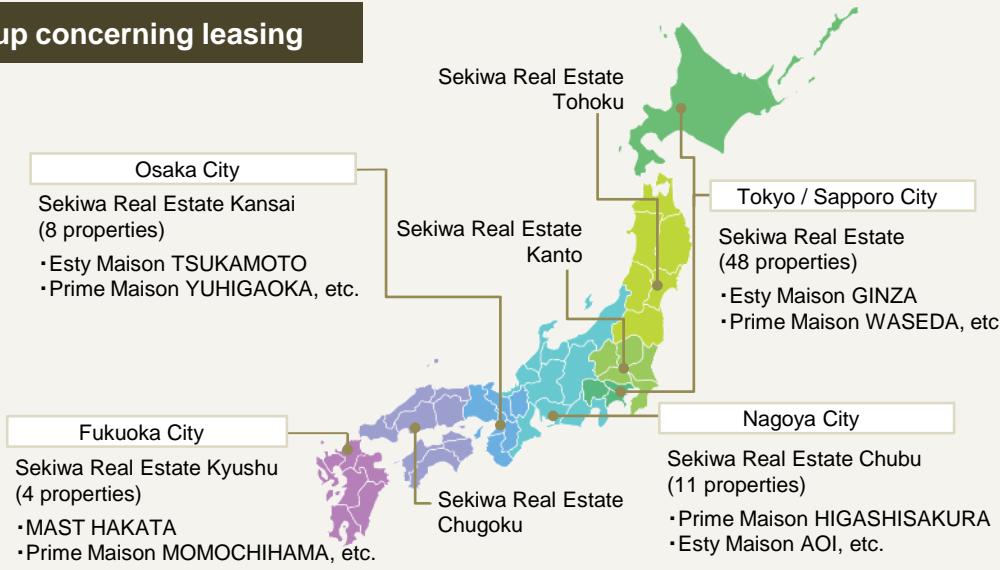 up concerning leasing
Sekiwa Real Estate
Tohoku
Osaka City
Sekiwa Real Estate Kansai
(8 properties)
・Esty Maison TSUKAMOTO
・Prime Maison YUHIGAOKA, etc.
Sekiwa Real Estate
Kanto
Tokyo / Sapporo City
Sekiwa Real Estate
(48 properties)
・Esty Maison GINZA
・Prime Maison WASEDA, etc
Fukuoka City
Sekiwa Real Estate Kyushu
(4 properties)
・MAST HAKATA
・Prime Maison MOMOCHIHAMA, etc.
Sekiwa Real Estate
Chugoku
Nagoya City
Sekiwa Real Estate Chubu
(11 properties)
・Prime Maison HIGASHISAKURA
・Esty Maison AOI, etc.